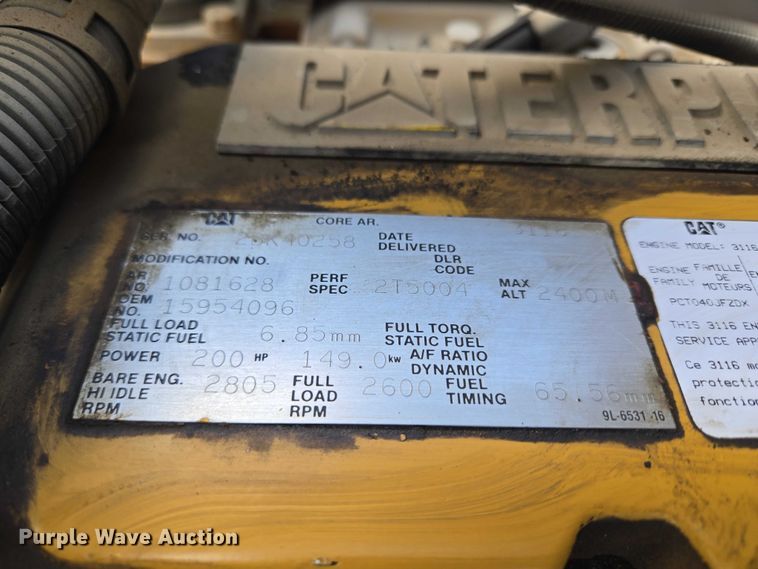 CATERP
CAT CORE AR. 3116
SER. NO. 2BK40258 DATE DELIVERED
MODIFICATION NO. DLR CODE
AR NO. 1081628 PERF SPEC 2T5004 MAX ALT 2400M
OEM NO. 15954096
FULL LOAD STATIC FUEL 6.85mm FULL TORQ. STATIC FUEL
POWER 200 HP 149.0 kw A/F RATIO DYNAMIC
BARE ENG. HI IDLE RPM 2805 FULL LOAD RPM 2600 FUEL TIMING 65.56mm
9L-6531 16
CAT®
ENGINE MODEL: 3116
ENGINE FAMILLE
FAMILY DE MOTEURS
PCT040JF2DX
THIS 3116 EN
SERVICE APP
Ce 3116 mo
protectio
fonction
Purple Wave Auction